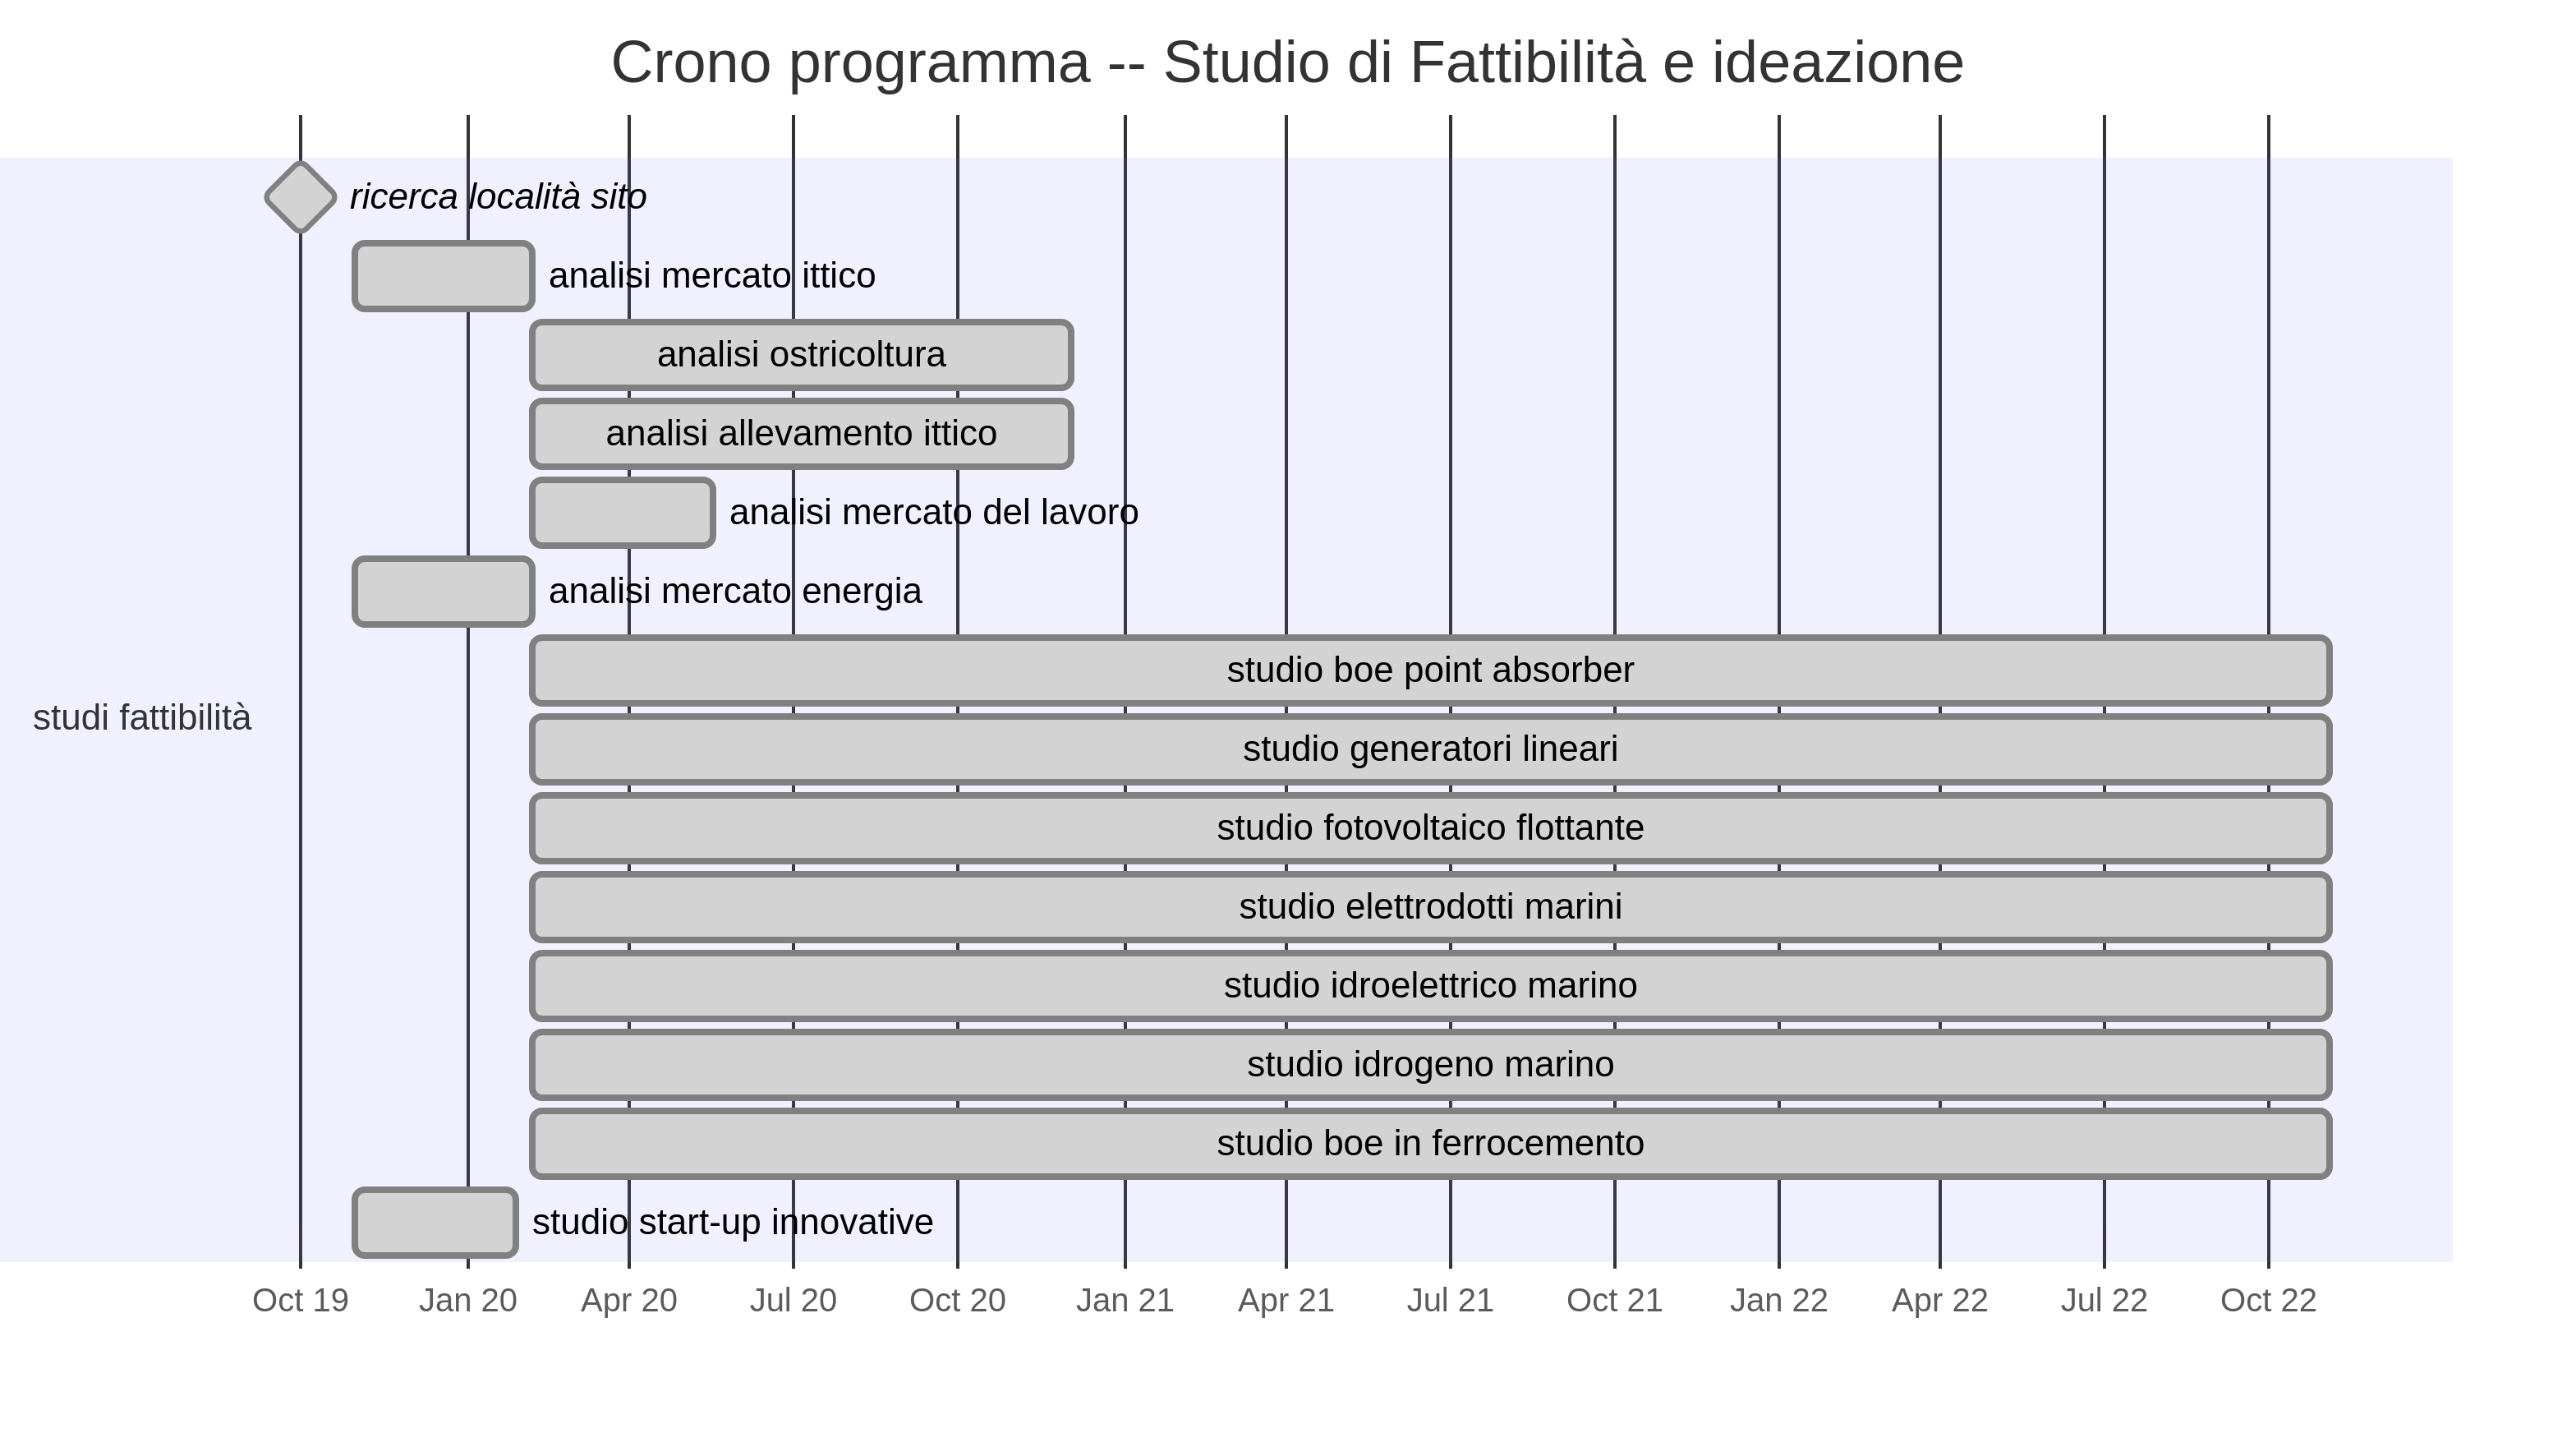 Crono programma -- Studio di Fattibilità e ideazione
ricerca località sito
analisi mercato ittico
analisi ostricoltura
analisi allevamento ittico
analisi mercato del lavoro
analisi mercato energia
studio boe point absorber
studi fattibilità
studio generatori lineari
studio fotovoltaico flottante
studio elettrodotti marini
studio idroelettrico marino
studio idrogeno marino
studio boe in ferrocemento
studio start-up innovative
Oct 19 Jan 20 Apr 20 Jul 20 Oct 20 Jan 21 Apr 21 Jul 21 Oct 21 Jan 22 Apr 22 Jul 22 Oct 22